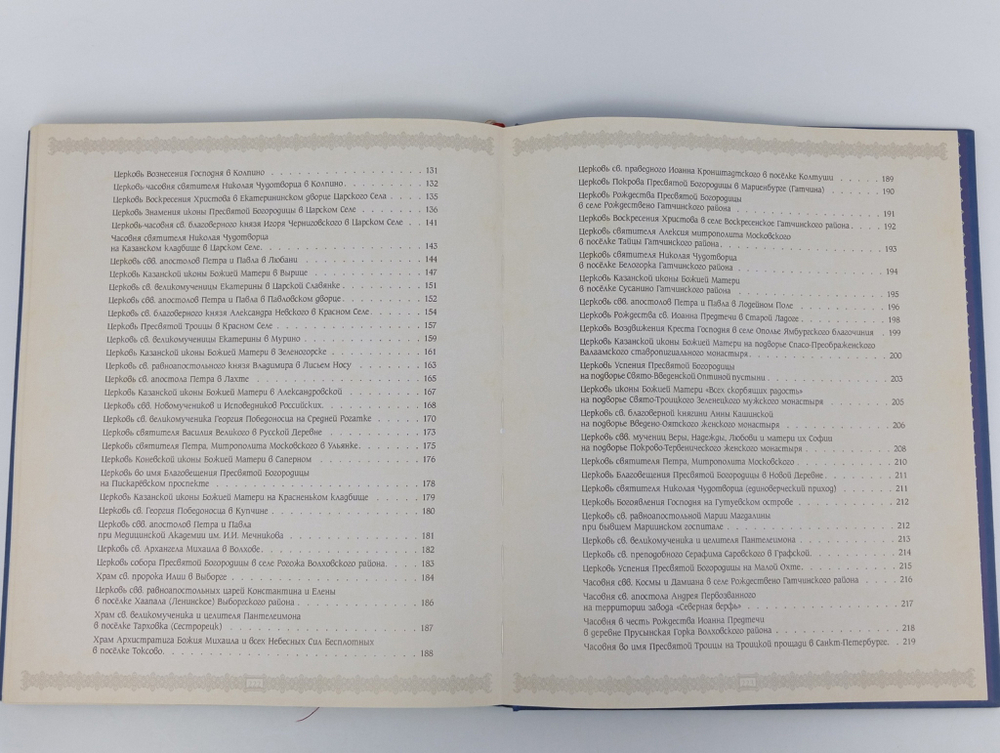 Церковь Вознесения Господня в Колпино . . . . 131
Церковь часовня святителя Николая Чудотворца в Колпино . . . . 132
Церковь Воскресения Христова в Екатерининском дворце Царского Села . . . . 135
Церковь Знамения иконы Пресвятой Богородицы в Царском Селе . . . . 136
Церковь-часовня св. благоверного князя Игоря Черниговского в Царском Селе . . . . 141
Часовня святителя Николая Чудотворца
на Казанском кладбище в Царском Селе . . . . 143
Церковь свв. апостолов Петра и Павла в Любани . . . . 144
Церковь Казанской иконы Божией Матери в Вырице . . . . 147
Церковь св. великомученицы Екатерины в Царской Славянке . . . . 151
Церковь свв. апостолов Петра и Павла в Павловском дворце . . . . 152
Церковь св. благоверного князя Александра Невского в Красном Селе . . . . 154
Церковь Пресвятой Троицы в Красном Селе . . . . 157
Церковь св. великомученицы Екатерины в Мурино . . . . 159
Церковь Казанской иконы Божией Матери в Зеленогорске . . . . 161
Церковь св. равноапостольного князя Владимира в Лисьем Носу . . . . 163
Церковь св. апостола Петра в Лахте . . . . 165
Церковь Казанской иконы Божией Матери в Александровской . . . . 167
Церковь свв. Новомучеников и Исповедников Российских . . . . 168
Церковь св. великомученика Георгия Победоносца на Средней Рогатке . . . . 170
Церковь святителя Василия Великого в Русской Деревне . . . . 173
Церковь святителя Петра, Митрополита Московского в Ульянке . . . . 175
Церковь Коневской иконы Божией Матери в Саперном . . . . 176
Церковь во имя Благовещения Пресвятой Богородицы
на Пискарёвском проспекте . . . . 178
Церковь Казанской иконы Божией Матери на Красненьком кладбище . . . . 179
Церковь св. Георгия Победоносца в Купчине . . . . 180
Церковь свв. апостолов Петра и Павла
при Медицинской Академии им. И.И. Мечникова . . . . 181
Церковь св. Архангела Михаила в Волхове . . . . 182
Церковь собора Пресвятой Богородицы в селе Рогожа Волховского района . . . . 183
Храм св. пророка Илии в Выборге . . . . 184
Церковь свв. равноапостольных царей Константина и Елены
в посёлке Хаапала (Ленинское) Выборгского района . . . . 186
Храм св. великомученика и целителя Пантелеимона
в посёлке Тарховка (Сестрорецк) . . . . 187
Храм Архистратига Божия Михаила и всех Небесных Сил Бесплотных
в посёлке Токсово . . . . 188
Церковь св. праведного Иоанна Кронштадтского в посёлке Колтуши . . . . 189
Церковь Покрова Пресвятой Богородицы в Мариенбурге (Гатчина) . . . . 190
Церковь Рождества Пресвятой Богородицы
в селе Рождествено Гатчинского района . . . . 191
Церковь Воскресения Христова в селе Воскресенское Гатчинского района . . . . 192
Церковь святителя Алексия митрополита Московского
в посёлке Тайцы Гатчинского района . . . . 193
Церковь святителя Николая Чудотворца
в посёлке Белогорка Гатчинского района . . . . 194
Церковь Казанской иконы Божией Матери
в посёлке Сусанино Гатчинского района . . . . 195
Церковь свв. апостолов Петра и Павла в Лодейном Поле . . . . 196
Церковь Рождества св. Иоанна Предтечи в Старой Ладоге . . . . 198
Церковь Воздвижения Креста Господня в селе Ополье Ямбургского благочиния . 199
Церковь Казанской иконы Божией Матери на подворье Спасо-Преображенского
Валаамского ставропигиального монастыря . . . . 200
Церковь Успения Пресвятой Богородицы
на подворье Свято-Введенской Оптиной пустыни . . . . 203
Церковь иконы Божией Матери «Всех скорбящих радость»
на подворье Свято-Троицкого Зеленецкого мужского монастыря . . . . 205
Церковь св. благоверной княгини Анны Кашинской
на подворье Введено-Оятского женского монастыря . . . . 206
Церковь свв. мучениц Веры, Надежды, Любови и матери их Софии
на подворье Покрово-Тервенического женского монастыря . . . . 208
Церковь святителя Петра, Митрополита Московского . . . . 210
Церковь Благовещения Пресвятой Богородицы в Новой Деревне . . . . 211
Церковь святителя Николая Чудотворца (единоверческий приход) . . . . 211
Церковь Богоявления Господня на Гутуевском острове . . . . 212
Церковь св. равноапостольной Марии Магдалины
при бывшем Мариинском госпитале . . . . 212
Церковь св. великомученика и целителя Пантелеимона . . . . 213
Церковь св. преподобного Серафима Саровского в Графской . . . . 214
Церковь Успения Пресвятой Богородицы на Малой Охте . . . . 215
Часовня свв. Космы и Дамиана в селе Рождествено Гатчинского района . . . . 216
Часовня св. апостола Андрея Первозванного
на территории завода «Северная верфь» . . . . 217
Часовня в честь Рождества Иоанна Предтечи
в деревне Прусынская Горка Волховского района . . . . 218
Часовня во имя Пресвятой Троицы на Троицкой площади в Санкт-Петербурге . . 219